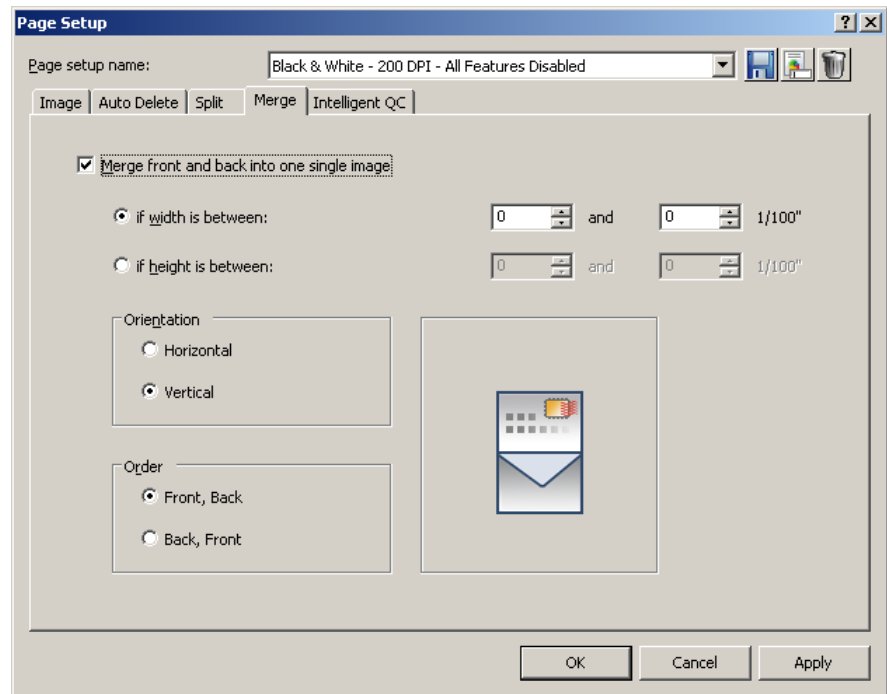 Page Setup
Page setup name: Black & White - 200 DPI - All Features Disabled
Image Auto Delete Split Merge Intelligent QC
Merge front and back into one single image
if width is between: 0 and 0 1/100"
if height is between: 0 and 0 1/100"
Orientation
Horizontal
Vertical
Order
Front, Back
Back, Front
OK Cancel Apply